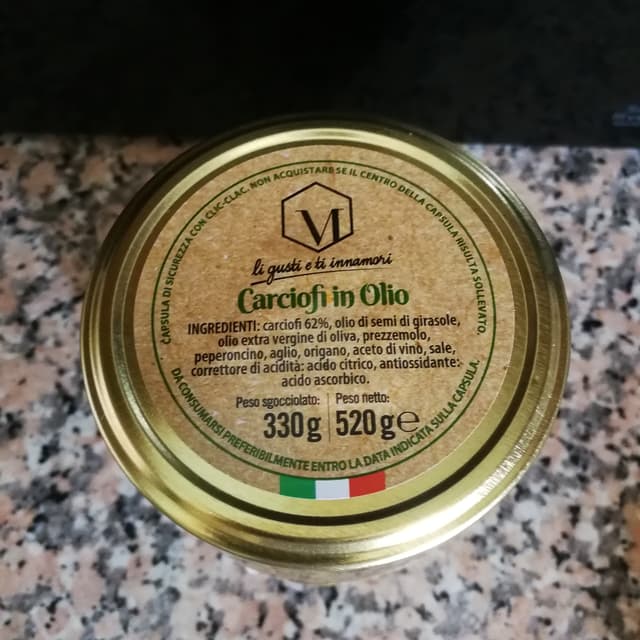 CAPSULA DI SICUREZZA CON CLIC-CLAC. NON ACQUISTARE SE IL CENTRO DELLA CAPSULA RISULTA SOLLEVATO.
VI
li gusti e ti innamori
Carciofi in Olio
INGREDIENTI: carciofi 62%, olio di semi di girasole,
olio extra vergine di oliva, prezzemolo,
peperoncino, aglio, origano, aceto di vino, sale,
correttore di acidità: acido citrico, antiossidante:
acido ascorbico.
Peso sgocciolato: Peso netto:
330 g 520 g e
DA CONSUMARSI PREFERIBILMENTE ENTRO LA DATA INDICATA SULLA CAPSULA.